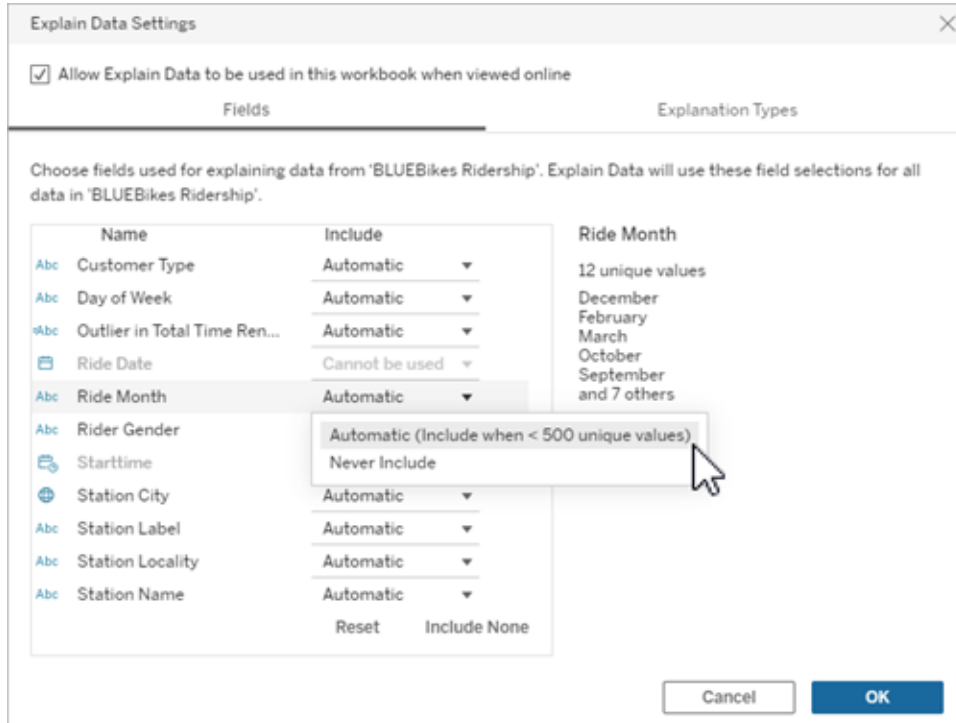 Explain Data Settings
Allow Explain Data to be used in this workbook when viewed online
Fields Explanation Types
Choose fields used for explaining data from 'BLUEBikes Ridership'. Explain Data will use these field selections for all
data in 'BLUEBikes Ridership'.
Name Include
Abc Customer Type Automatic
Abc Day of Week Automatic
=Abc Outlier in Total Time Ren... Automatic
Ride Date Cannot be used
Abc Ride Month Automatic
Abc Rider Gender
Automatic (Include when < 500 unique values)
Starttime
Never Include
Station City Automatic
Abc Station Label Automatic
Abc Station Locality Automatic
Abc Station Name Automatic
Reset Include None
Ride Month
12 unique values
December
February
March
October
September
and 7 others
Cancel OK